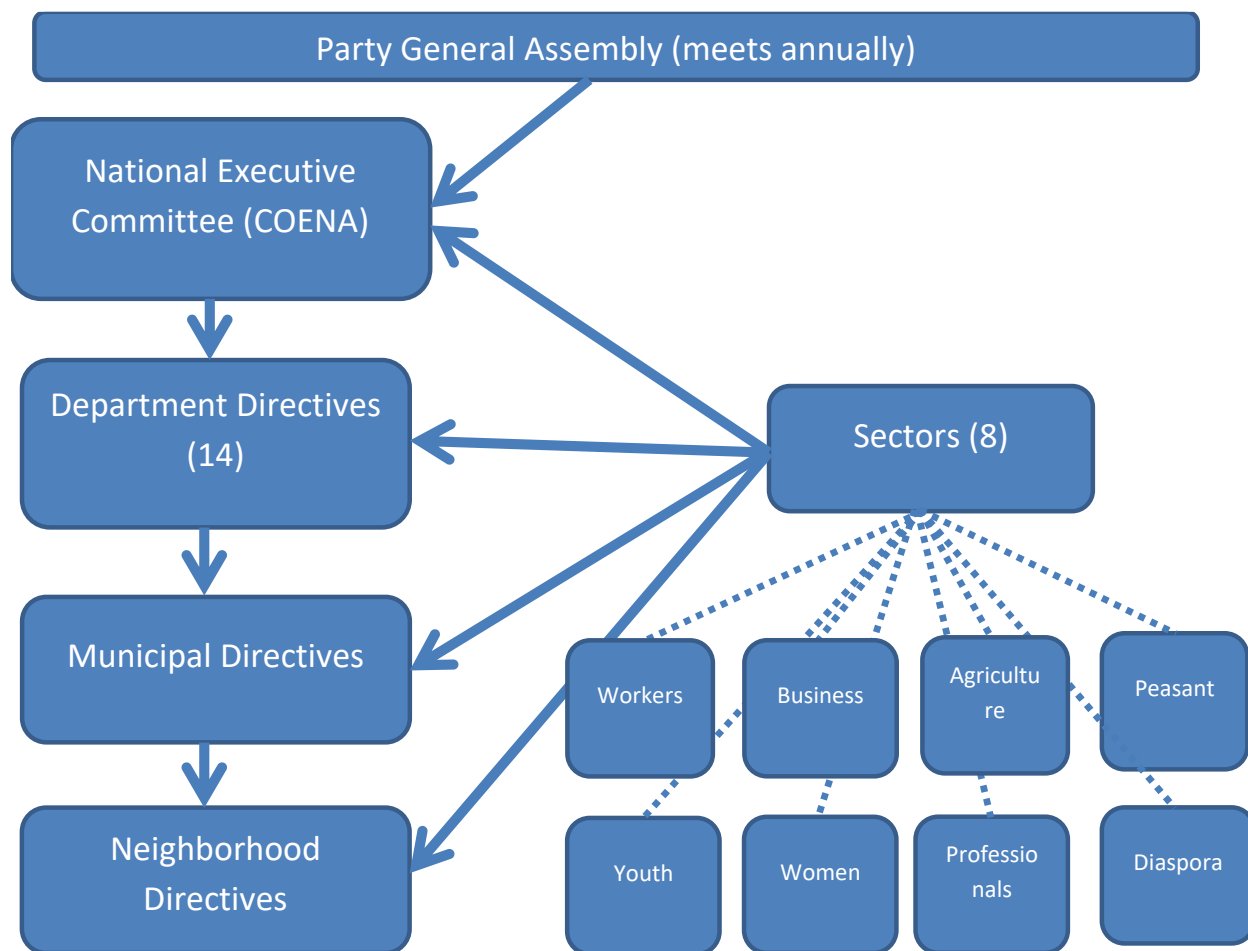 Party General Assembly (meets annually)
National Executive
Committee (COENA)
Department Directives
(14)
Sectors (8)
Municipal Directives
Workers
Business
Agricultu
re
Peasant
Neighborhood
Directives
Youth
Women
Professio
nals
Diaspora